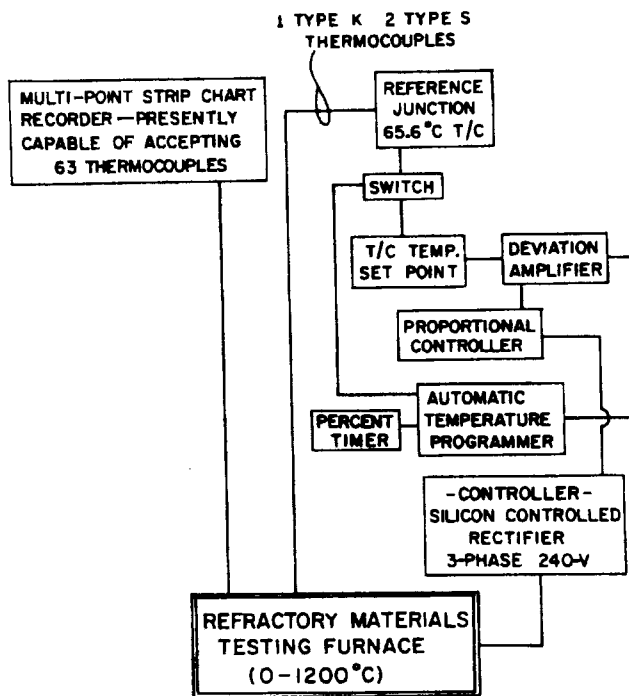 1 TYPE K 2 TYPE S
THERMOCOUPLES
MULTI-POINT STRIP CHART
RECORDER—PRESENTLY
CAPABLE OF ACCEPTING
63 THERMOCOUPLES
REFERENCE
JUNCTION
65.6°C T/C
SWITCH
T/C TEMP.
SET POINT
DEVIATION
AMPLIFIER
PROPORTIONAL
CONTROLLER
PERCENT
TIMER
AUTOMATIC
TEMPERATURE
PROGRAMMER
-CONTROLLER-
SILICON CONTROLLED
RECTIFIER
3-PHASE 240-V
REFRACTORY MATERIALS
TESTING FURNACE
(0-1200°C)